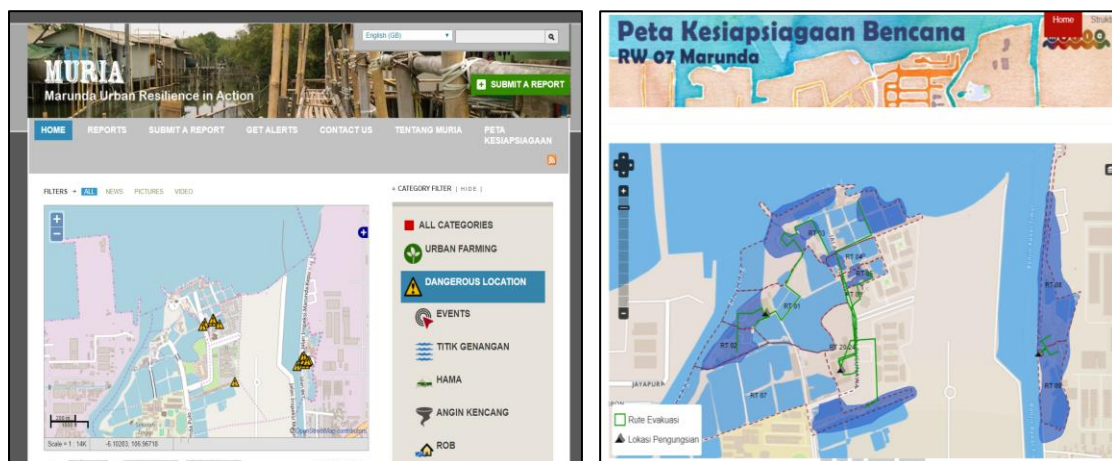 English (GB)
MURIA
Marunda Urban Resilience in Action
SUBMIT A REPORT
HOME REPORTS SUBMIT A REPORT GET ALERTS CONTACT US TENTANG MURIA PETA KESIAPSIAGAAN
FILTERS ALL NEWS PICTURES VIDEO
CATEGORY FILTER [ HIDE ]
ALL CATEGORIES
URBAN FARMING
DANGEROUS LOCATION
EVENTS
TITIK GENANGAN
HAMA
ANGIN KENCANG
ROB
Scale = 1 : 14K -6.10283, 106.96718
© OpenStreetMap contributors
Peta Kesiapsiagaan Bencana
RW 07 Marunda
Home
RT 03
RT 04
RT 01
RT 02
RT 07
RT 08
RT 09
JAYAPURA
Rute Evakuasi
Lokasi Pengungsian